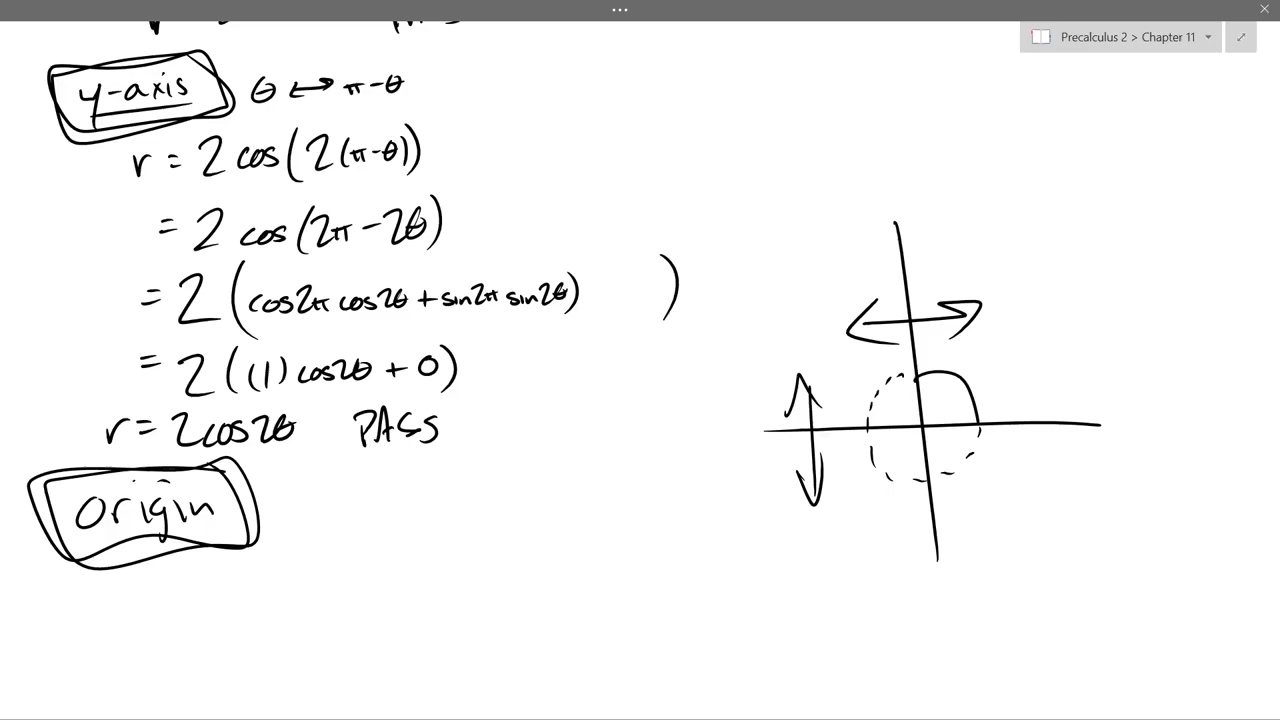 Precalculus 2 > Chapter 11
y-axis θ ↔ π-θ
r = 2 cos(2(π-θ))
= 2 cos(2π - 2θ)
= 2 (cos2π cos2θ + sin2π sin2θ) )
= 2 ((1) cos2θ + 0)
r = 2cos2θ PASS
origin